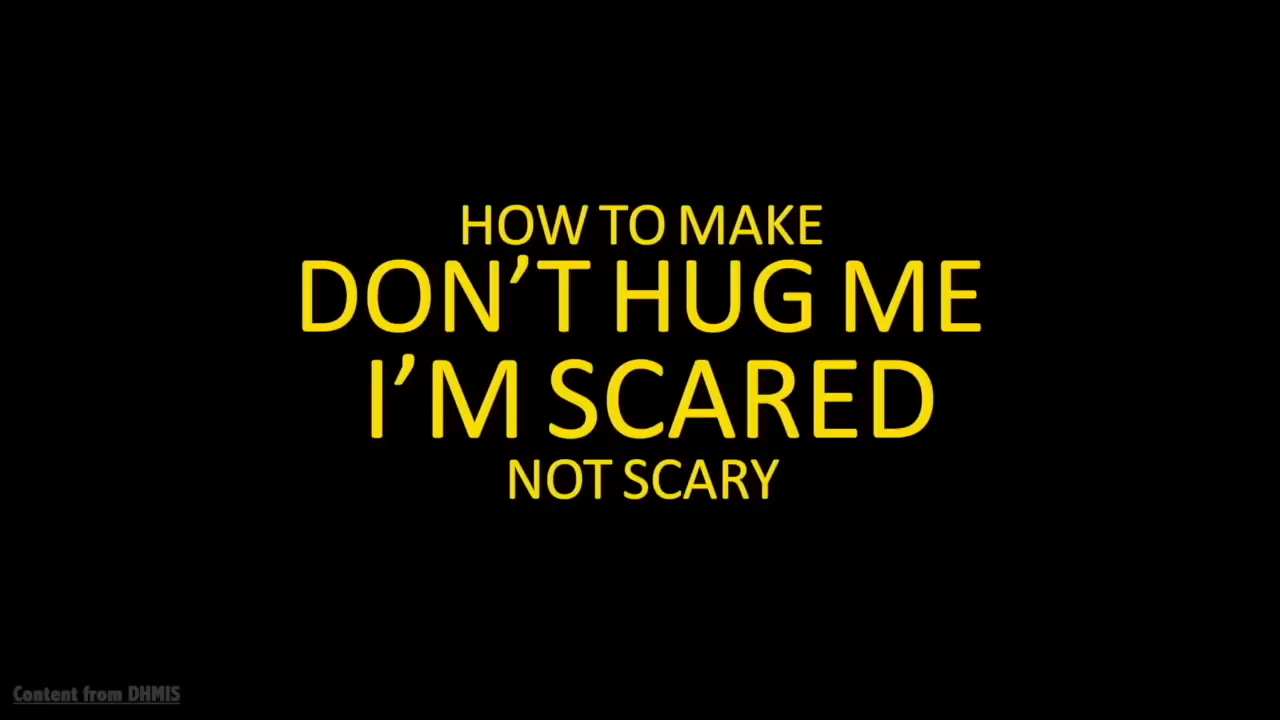 HOW TO MAKE
DON'T HUG ME
I'M SCARED
NOT SCARY
Content from DHMIS